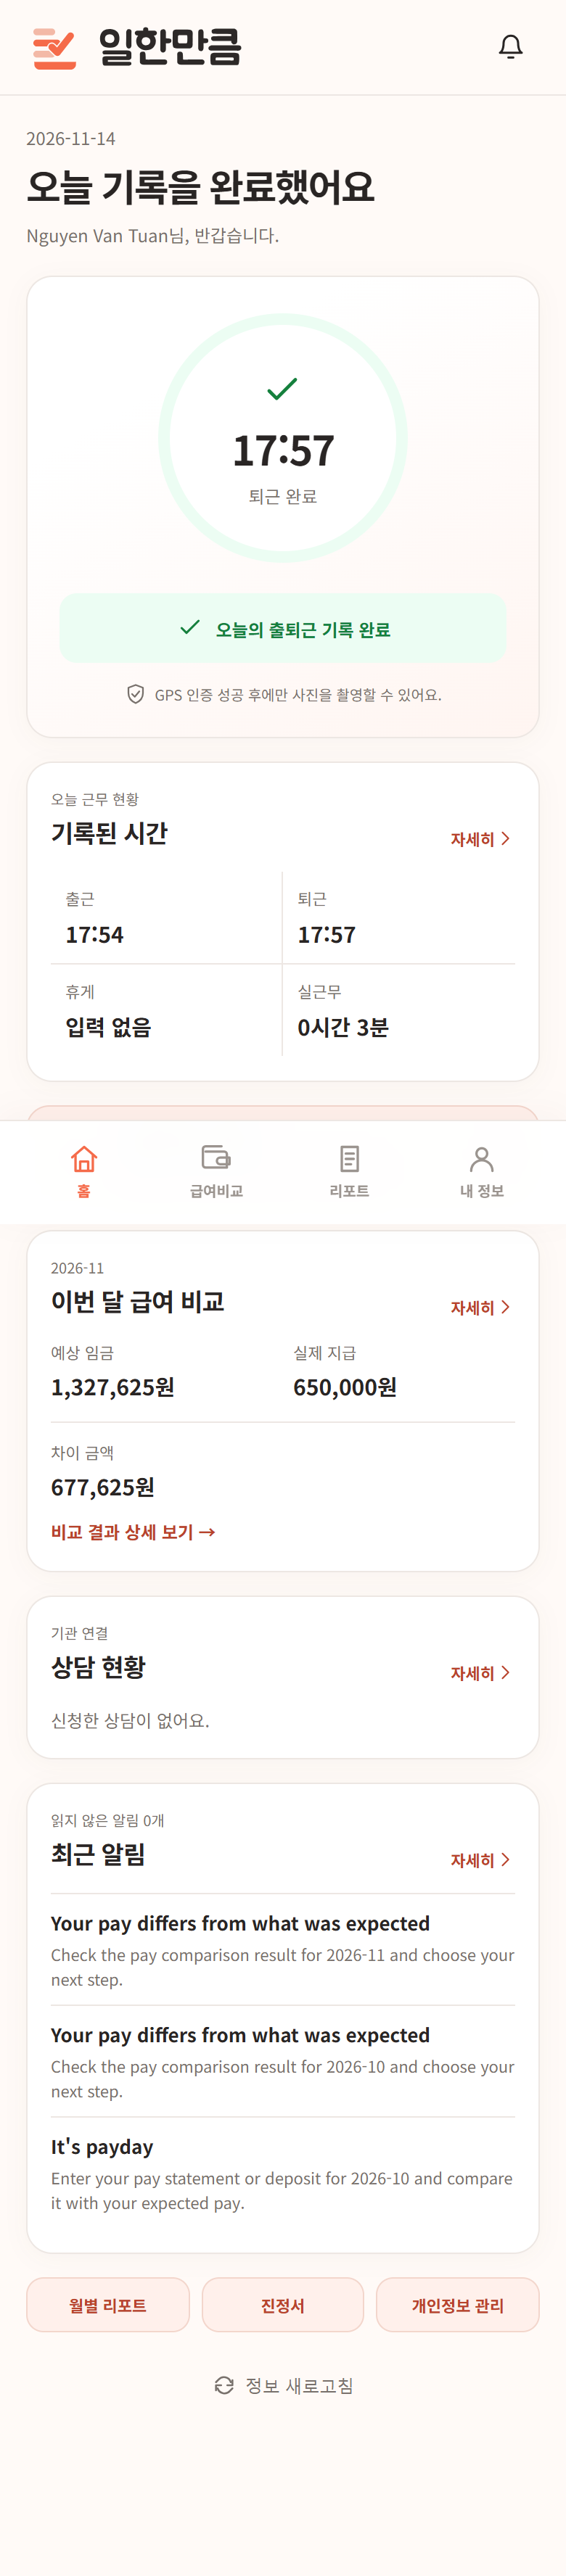 일한만큼
2026-11-14
오늘 기록을 완료했어요
Nguyen Van Tuan님, 반갑습니다.
17:57
퇴근 완료
오늘의 출퇴근 기록 완료
GPS 인증 성공 후에만 사진을 촬영할 수 있어요.
오늘 근무 현황
기록된 시간
자세히
출근
퇴근
17:54
17:57
휴게
실근무
입력 없음
0시간 3분
홈
급여비교
리포트
내 정보
2026-11
이번 달 급여 비교
자세히
예상 임금
실제 지급
1,327,625원
650,000원
차이 금액
677,625원
비교 결과 상세 보기 →
기관 연결
상담 현황
자세히
신청한 상담이 없어요.
읽지 않은 알림 0개
최근 알림
자세히
Your pay differs from what was expected
Check the pay comparison result for 2026-11 and choose your
next step.
Your pay differs from what was expected
Check the pay comparison result for 2026-10 and choose your
next step.
It's payday
Enter your pay statement or deposit for 2026-10 and compare
it with your expected pay.
월별 리포트
진정서
개인정보 관리
정보 새로고침